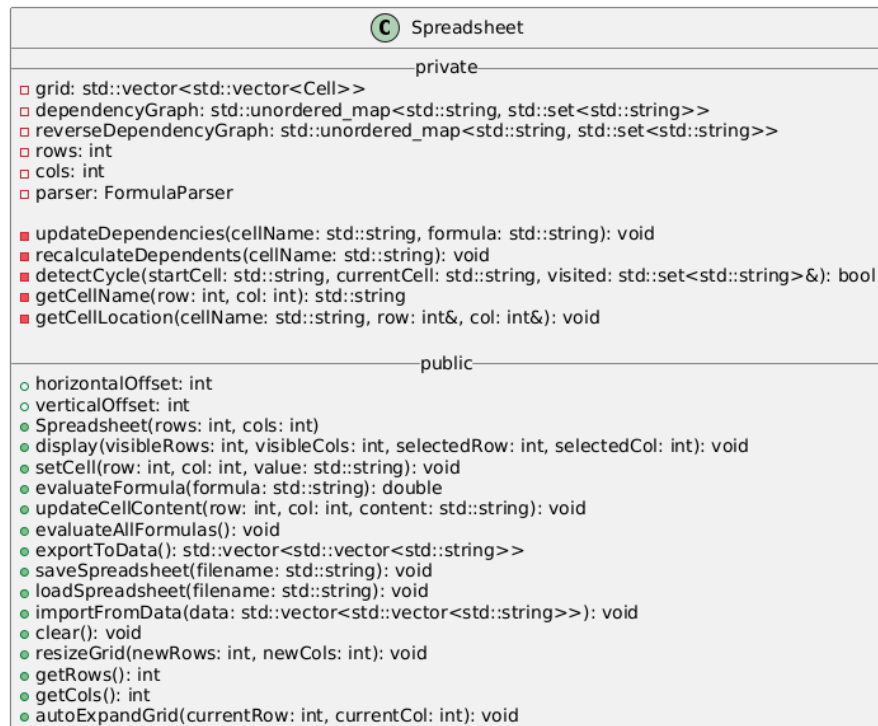 C Spreadsheet
private
grid: std::vector<std::vector<Cell>>
dependencyGraph: std::unordered_map<std::string, std::set<std::string>>
reverseDependencyGraph: std::unordered_map<std::string, std::set<std::string>>
rows: int
cols: int
parser: FormulaParser
updateDependencies(cellName: std::string, formula: std::string): void
recalculateDependents(cellName: std::string): void
detectCycle(startCell: std::string, currentCell: std::string, visited: std::set<std::string>&): bool
getCellName(row: int, col: int): std::string
getCellLocation(cellName: std::string, row: int&, col: int&): void
public
horizontalOffset: int
verticalOffset: int
Spreadsheet(rows: int, cols: int)
display(visibleRows: int, visibleCols: int, selectedRow: int, selectedCol: int): void
setCell(row: int, col: int, value: std::string): void
evaluateFormula(formula: std::string): double
updateCellContent(row: int, col: int, content: std::string): void
evaluateAllFormulas(): void
exportToData(): std::vector<std::vector<std::string>>
saveSpreadsheet(filename: std::string): void
loadSpreadsheet(filename: std::string): void
importFromData(data: std::vector<std::vector<std::string>>): void
clear(): void
resizeGrid(newRows: int, newCols: int): void
getRows(): int
getCols(): int
autoExpandGrid(currentRow: int, currentCol: int): void